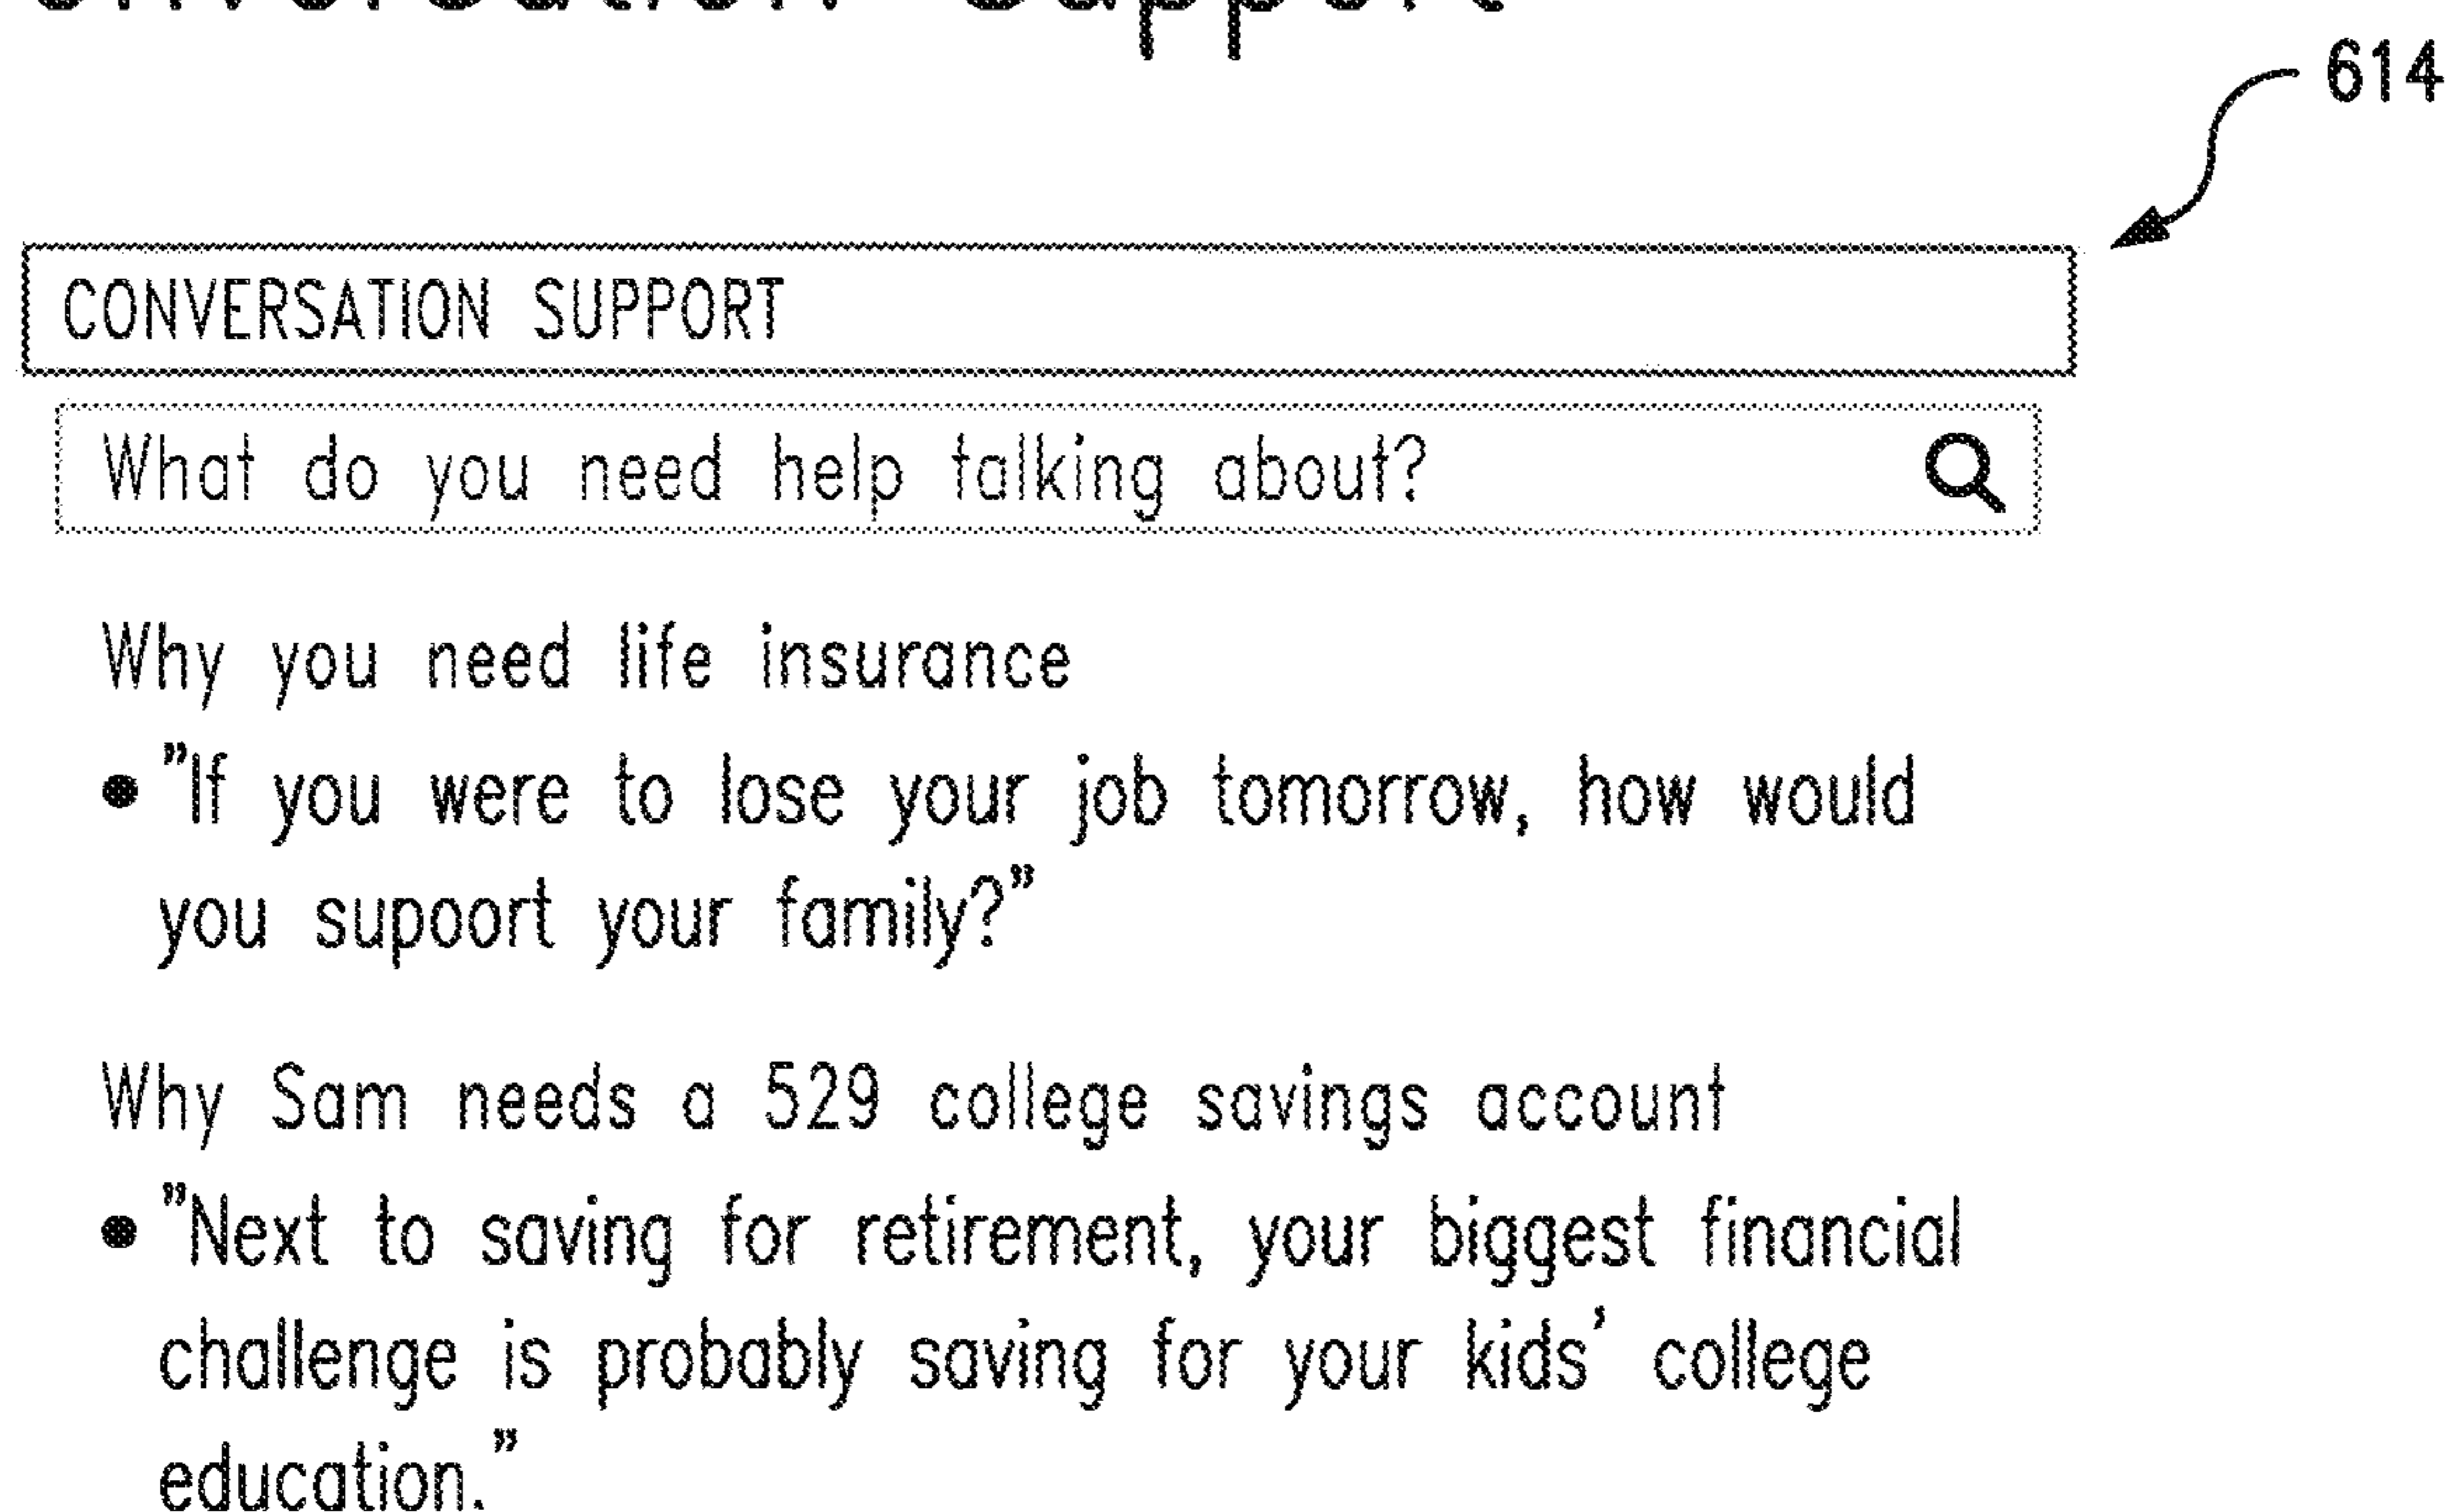 Support
614
CONVERSATION SUPPORT
What do you need help talking about?
Why you need life insurance
● ”If you were to lose your job tomorrow, how would
you supoort your family?”
Why Sam needs a 529 college savings account
● ”Next to saving for retirement, your biggest financial
challenge is probably saving for your kids’ college
education.”